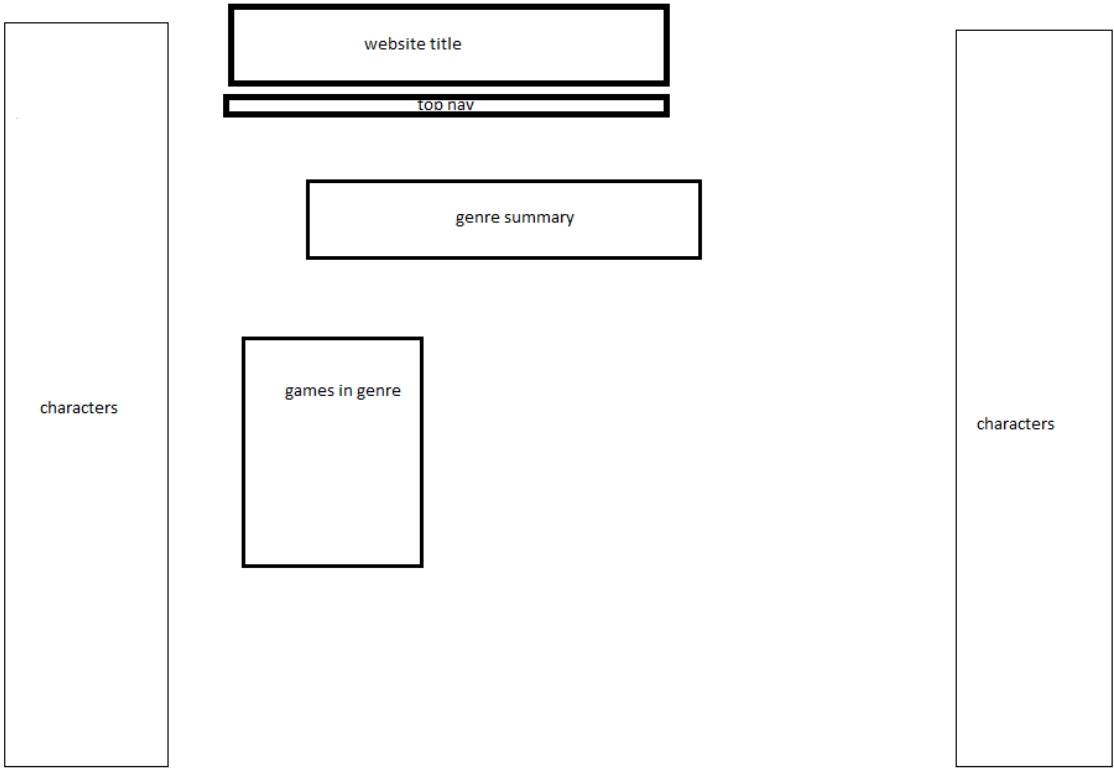 website title
top nav
genre summary
games in genre
characters
characters